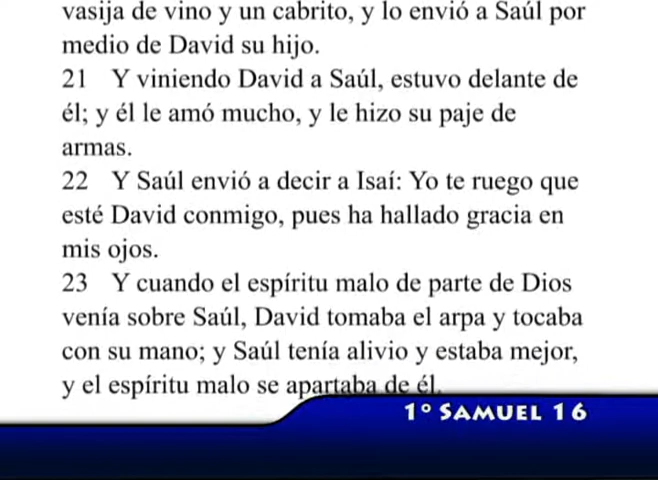 vasija de vino y un cabrito, y lo envió a Saúl por
medio de David su hijo.
21 Y viniendo David a Saúl, estuvo delante de
él; y él le amó mucho, y le hizo su paje de
armas.
22 Y Saúl envió a decir a Isaí: Yo te ruego que
esté David conmigo, pues ha hallado gracia en
mis ojos.
23 Y cuando el espíritu malo de parte de Dios
venía sobre Saúl, David tomaba el arpa y tocaba
con su mano; y Saúl tenía alivio y estaba mejor,
y el espíritu malo se apartaba de él.
1° SAMUEL 16